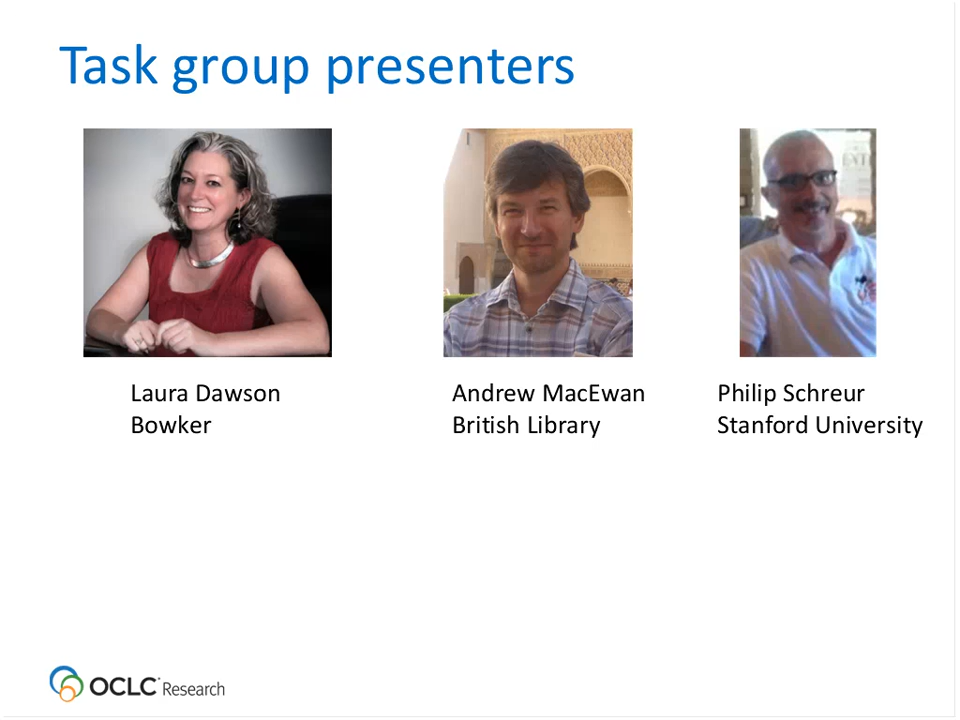 Task group presenters
Laura Dawson
Bowker
Andrew MacEwan
British Library
Philip Schreur
Stanford University
OCLC Research